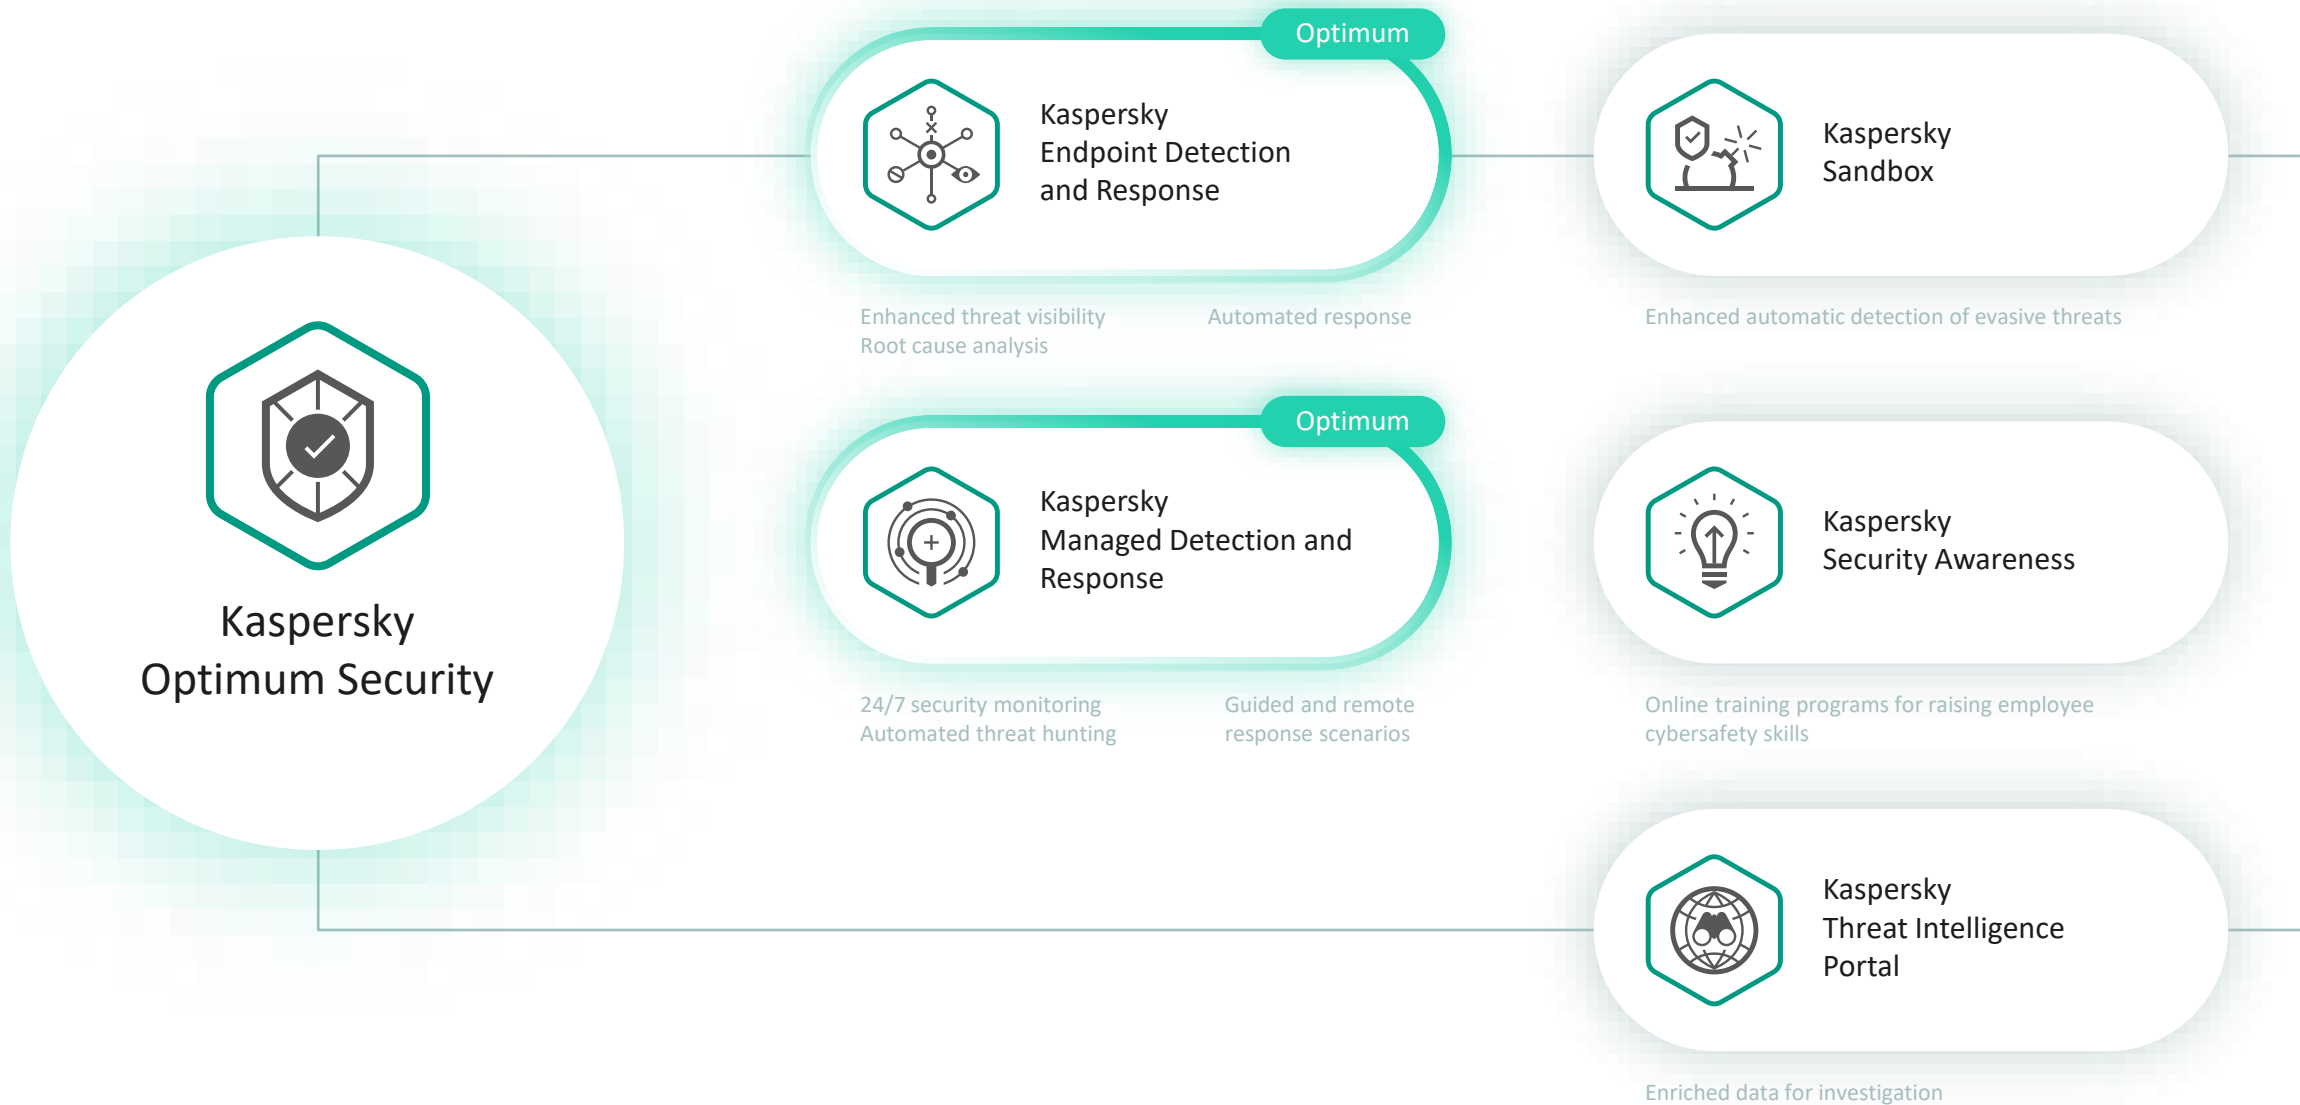 Kaspersky
Optimum Security
Optimum
Kaspersky
Endpoint Detection
and Response
Enhanced threat visibility
Root cause analysis
Automated response
Kaspersky
Sandbox
Enhanced automatic detection of evasive threats
Optimum
Kaspersky
Managed Detection and
Response
24/7 security monitoring
Automated threat hunting
Guided and remote
response scenarios
Kaspersky
Security Awareness
Online training programs for raising employee
cybersafety skills
Kaspersky
Threat Intelligence
Portal
Enriched data for investigation